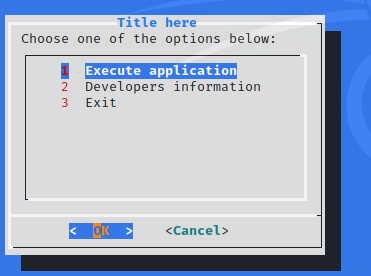 Title here
Choose one of the options below:
1 Execute application
2 Developers information
3 Exit
< OK > <Cancel>